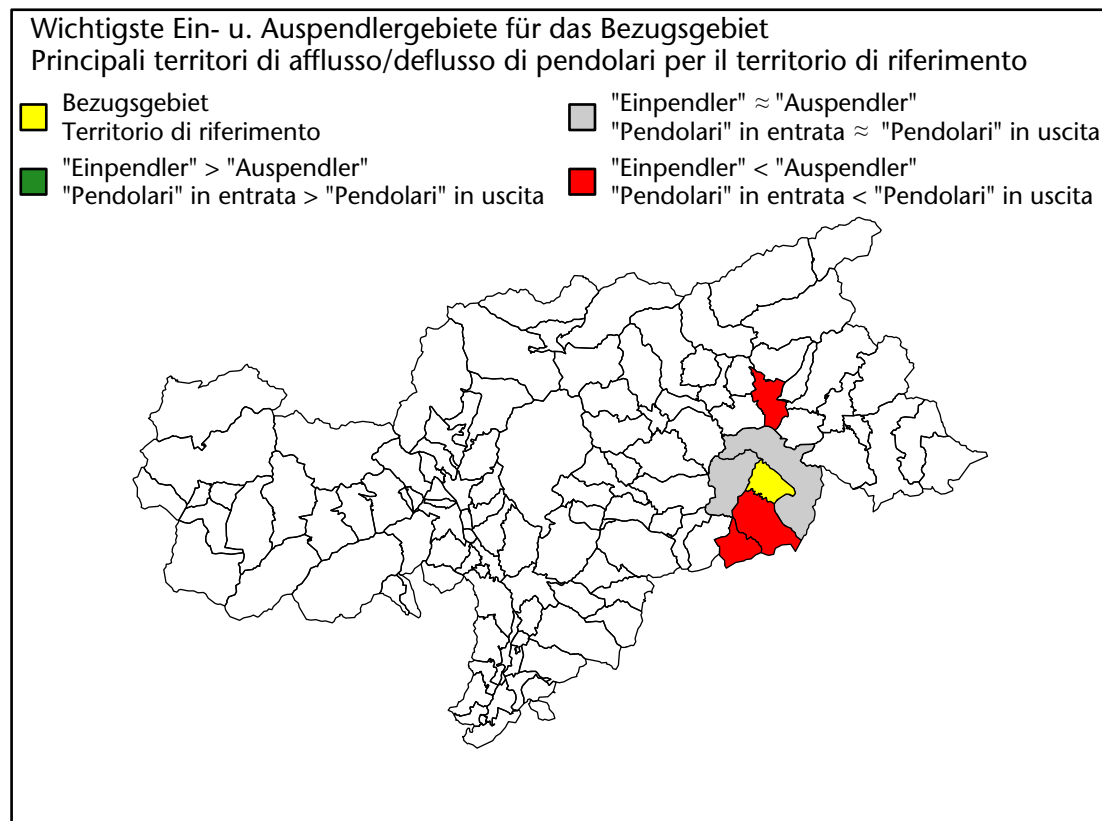 Wichtigste Ein- u. Auspendlergebiete für das Bezugsgebiet
Principali territori di afflusso/deflusso di pendolari per il territorio di riferimento
Bezugsgebiet
Territorio di riferimento
"Einpendler" > "Auspendler"
"Pendolari" in entrata > "Pendolari" in uscita
"Einpendler" ≈ "Auspendler"
"Pendolari" in entrata ≈ "Pendolari" in uscita
"Einpendler" < "Auspendler"
"Pendolari" in entrata < "Pendolari" in uscita